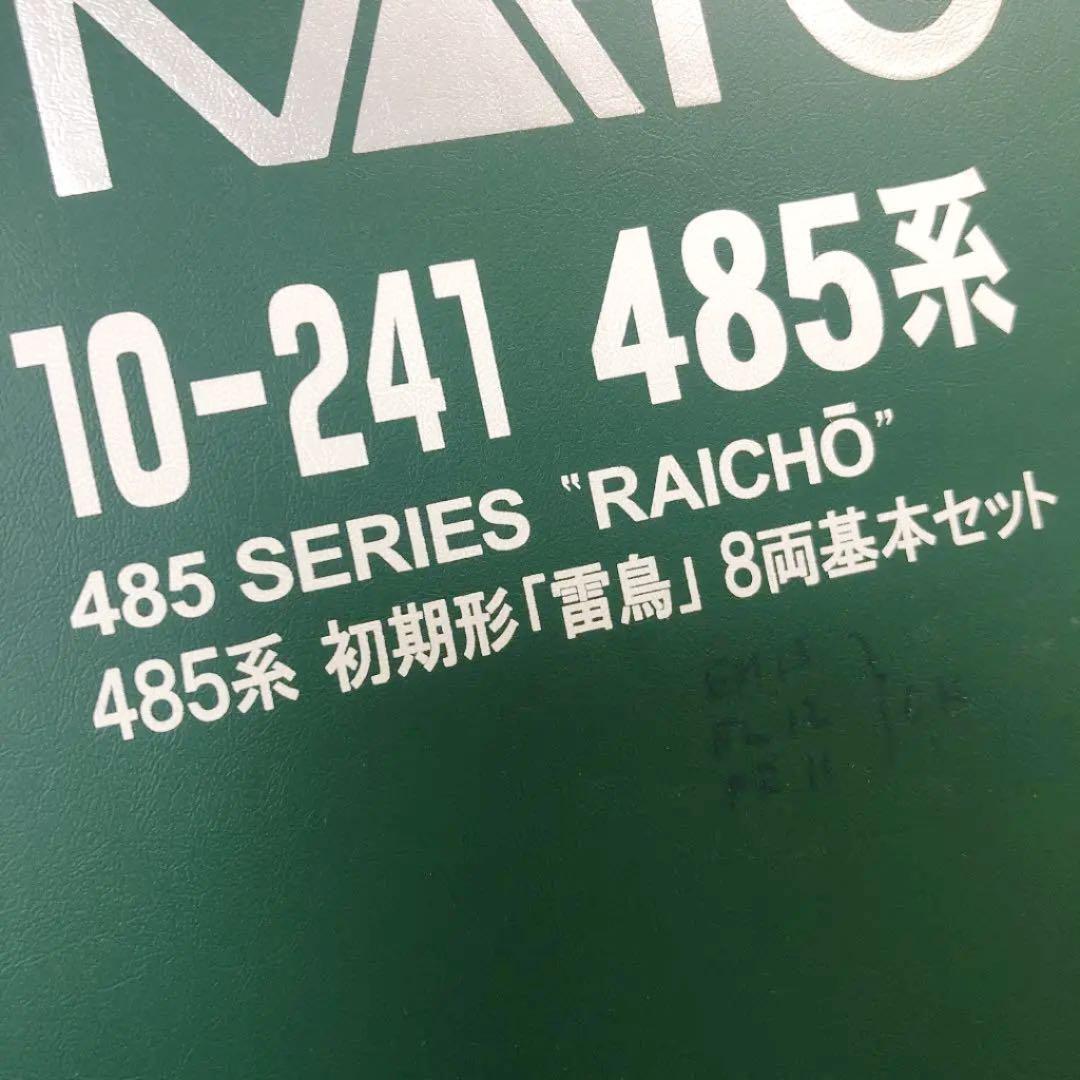 KATO
10-241 485系
485 SERIES “RAICHŌ”
485系 初期形「雷鳥」8両基本セット